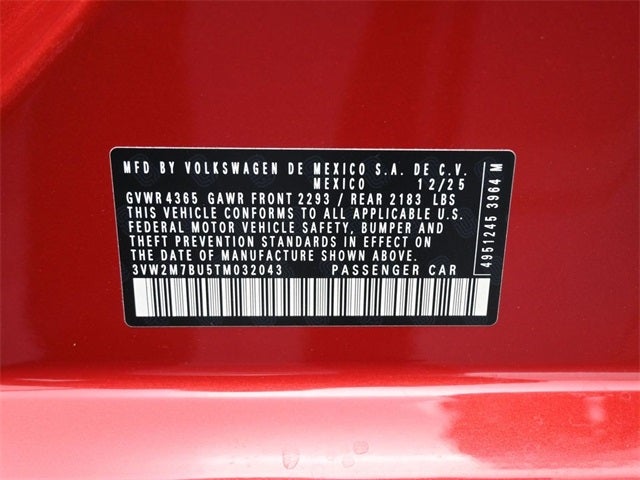 MFD BY VOLKSWAGEN DE MEXICO S.A. DE C.V.
MEXICO 12/25
GVWR 4365 GAWR FRONT 2293 / REAR 2183 LBS
THIS VEHICLE CONFORMS TO ALL APPLICABLE U.S.
FEDERAL MOTOR VEHICLE SAFETY, BUMPER AND
THEFT PREVENTION STANDARDS IN EFFECT ON
THE DATE OF MANUFACTURE SHOWN ABOVE.
3VW2M7BU5TM032043 PASSENGER CAR
4951245 3964 M